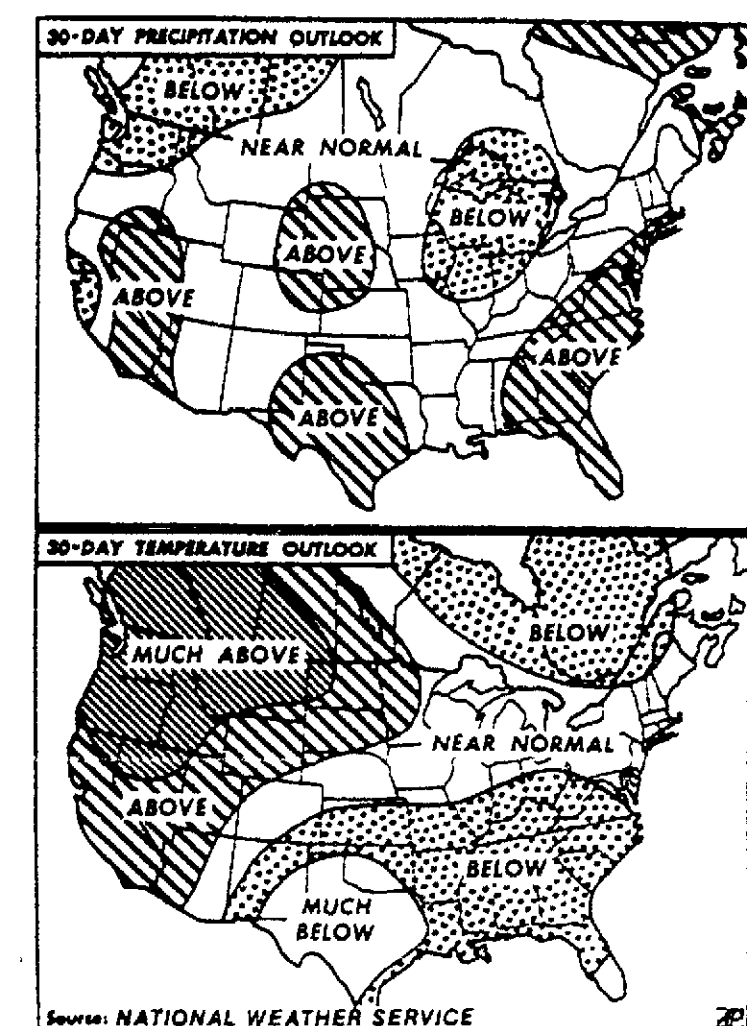 30-DAY PRECIPITATION OUTLOOK
BELOW
NEAR NORMAL
BELOW
ABOVE
ABOVE
ABOVE
ABOVE
30-DAY TEMPERATURE OUTLOOK
BELOW
MUCH ABOVE
NEAR NORMAL
ABOVE
BELOW
MUCH
BELOW
Source: NATIONAL WEATHER SERVICE